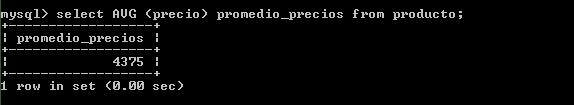 mysql> select AVG (precio) promedio_precios from producto;
+------------------+
| promedio_precios |
+------------------+
|             4375 |
+------------------+
1 row in set (0.00 sec)